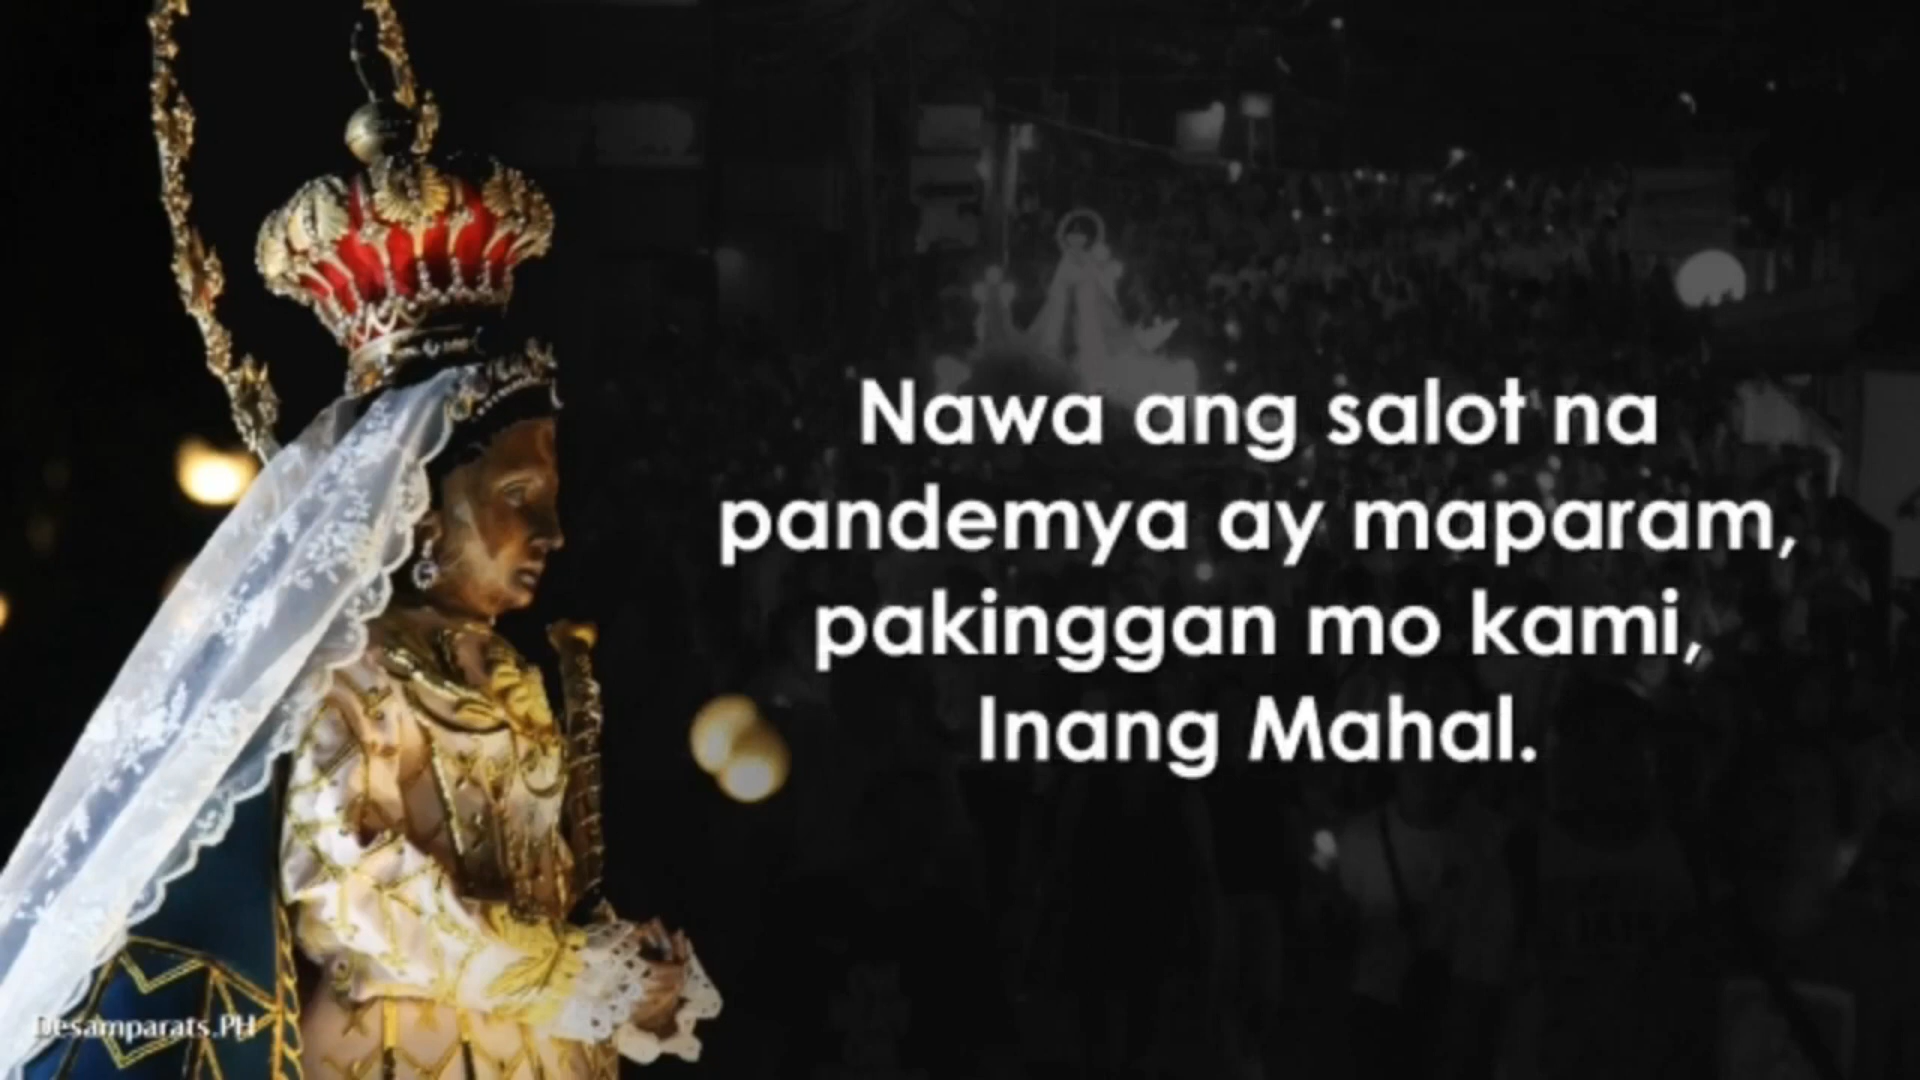 Nawa ang salot na
pandemya ay maparam,
pakinggan mo kami,
Inang Mahal.
Desamparats.PH